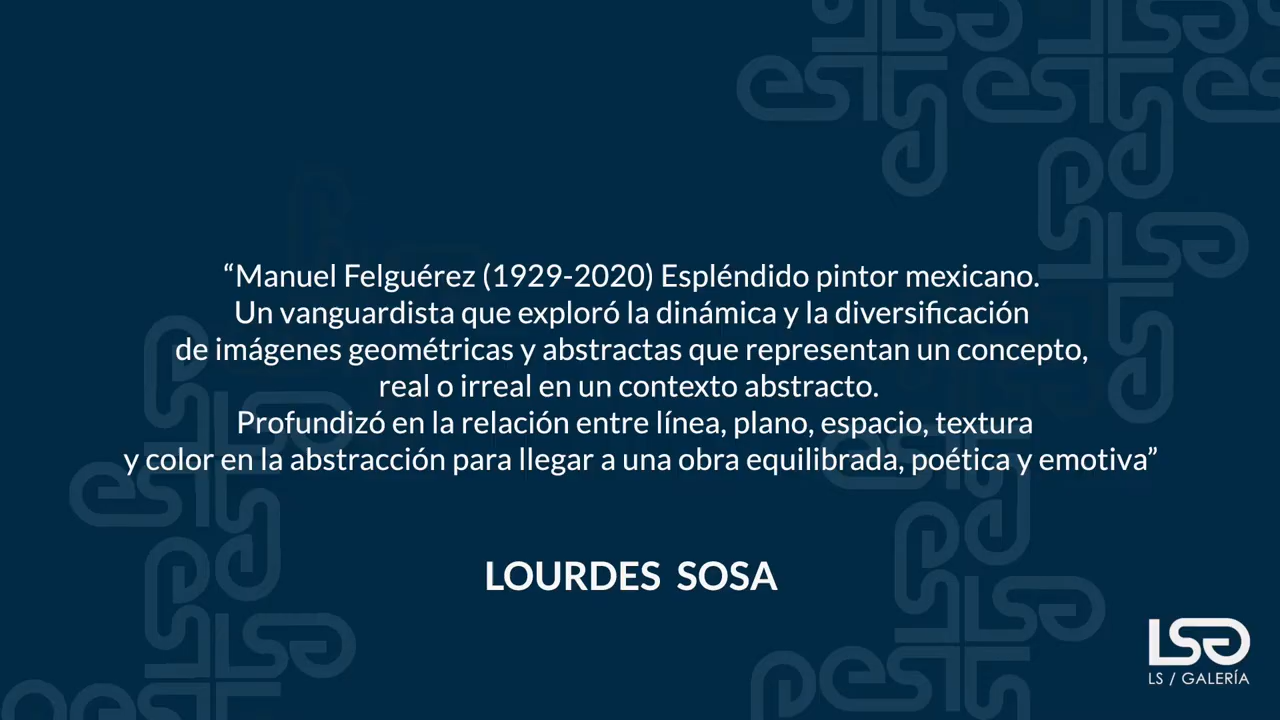 “Manuel Felguérez (1929-2020) Espléndido pintor mexicano.
Un vanguardista que exploró la dinámica y la diversificación
de imágenes geométricas y abstractas que representan un concepto,
real o irreal en un contexto abstracto.
Profundizó en la relación entre línea, plano, espacio, textura
y color en la abstracción para llegar a una obra equilibrada, poética y emotiva”
LOURDES SOSA
LSG
LS / GALERÍA